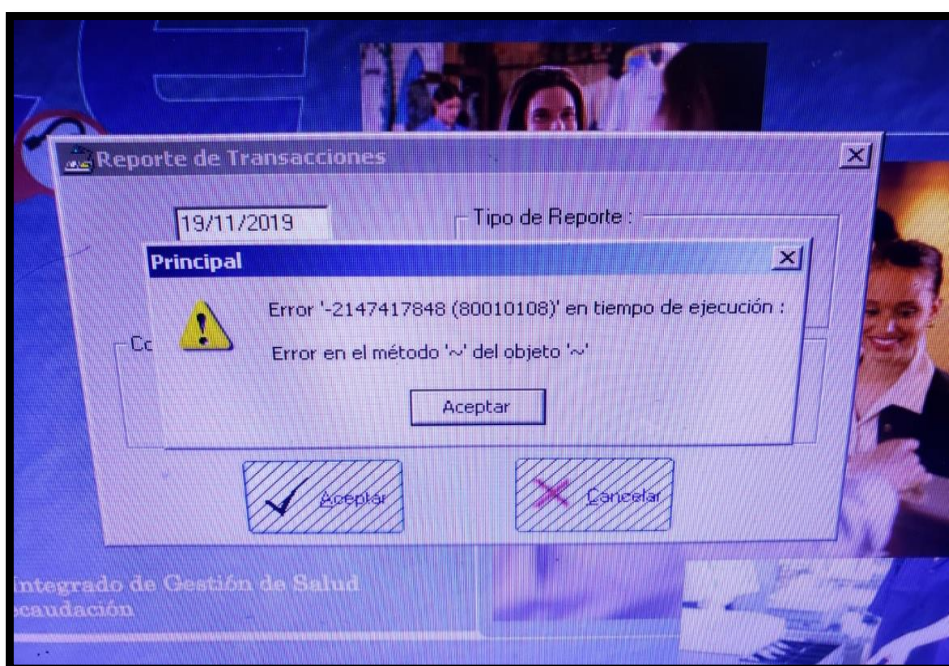 Reporte de Transacciones
19/11/2019
Tipo de Reporte :
Principal
Error '-2147417848 (80010108)' en tiempo de ejecución :
Co
Error en el método '~' del objeto '~'
Aceptar
Aceptar
Cancelar
integrado de Gestión de Salud
ecaudación